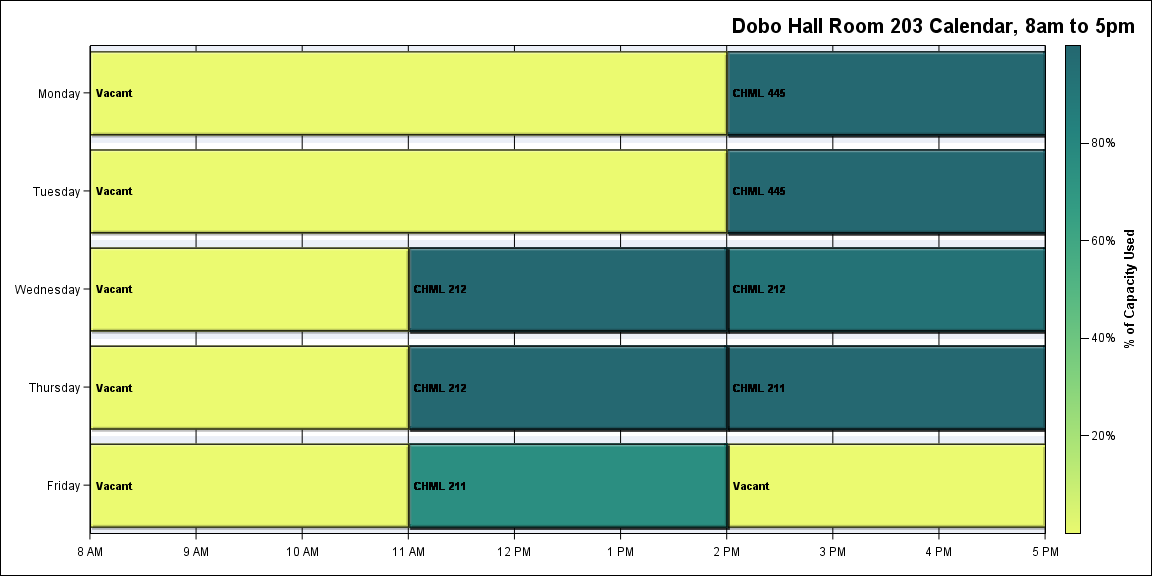 Dobo Hall Room 203 Calendar, 8am to 5pm
Monday
Vacant
CHML 445
Tuesday
Vacant
CHML 445
Wednesday
Vacant
CHML 212
CHML 212
Thursday
Vacant
CHML 212
CHML 211
Friday
Vacant
CHML 211
Vacant
8 AM
9 AM
10 AM
11 AM
12 PM
1 PM
2 PM
3 PM
4 PM
5 PM
80%
60%
40%
20%
% of Capacity Used